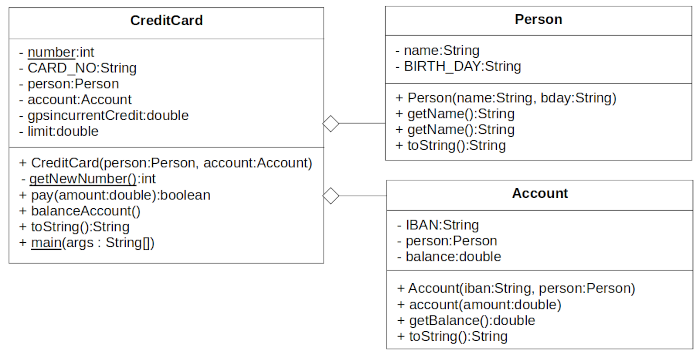 CreditCard
- number:int
- CARD_NO:String
- person:Person
- account:Account
- gpsincurrentCredit:double
- limit:double
+ CreditCard(person:Person, account:Account)
- getNewNumber():int
+ pay(amount:double):boolean
+ balanceAccount()
+ toString():String
+ main(args : String[])
Person
- name:String
- BIRTH_DAY:String
+ Person(name:String, bday:String)
+ getName():String
+ getName():String
+ toString():String
Account
- IBAN:String
- person:Person
- balance:double
+ Account(iban:String, person:Person)
+ account(amount:double)
+ getBalance():double
+ toString():String